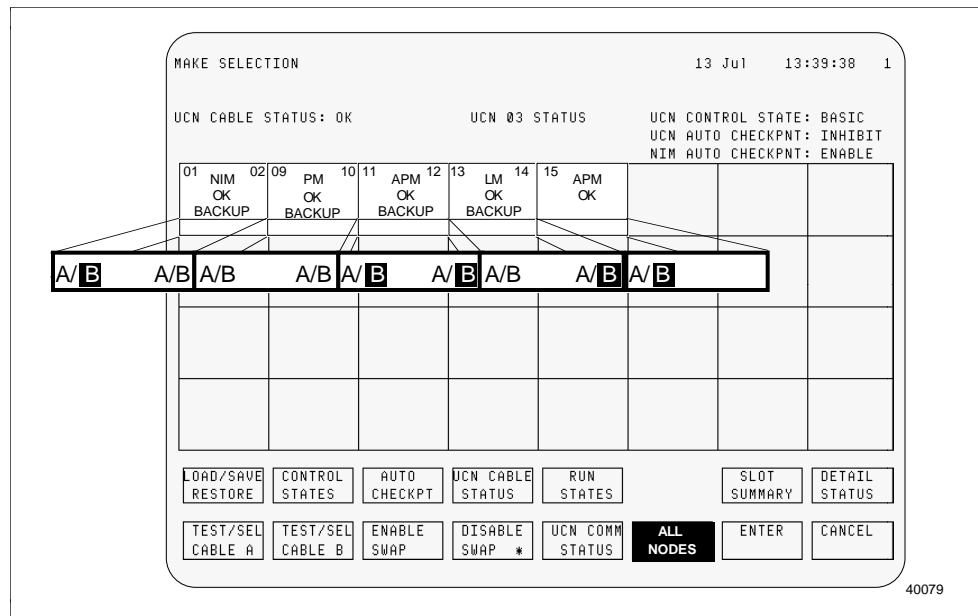 MAKE SELECTION 13 Jul 13:39:38 1
UCN CABLE STATUS: OK UCN 03 STATUS UCN CONTROL STATE: BASIC
UCN AUTO CHECKPNT: INHIBIT
NIM AUTO CHECKPNT: ENABLE
01 NIM 02 09 PM 10 11 APM 12 13 LM 14 15 APM
OK OK OK OK OK
BACKUP BACKUP BACKUP BACKUP
A/B A/B A/B A/B A/B A/B A/B A/B A/B
LOAD/SAVE CONTROL AUTO UCN CABLE RUN SLOT DETAIL
RESTORE STATES CHECKPT STATUS STATES SUMMARY STATUS
TEST/SEL TEST/SEL ENABLE DISABLE UCN COMM ALL ENTER CANCEL
CABLE A CABLE B SWAP SWAP * STATUS NODES
40079